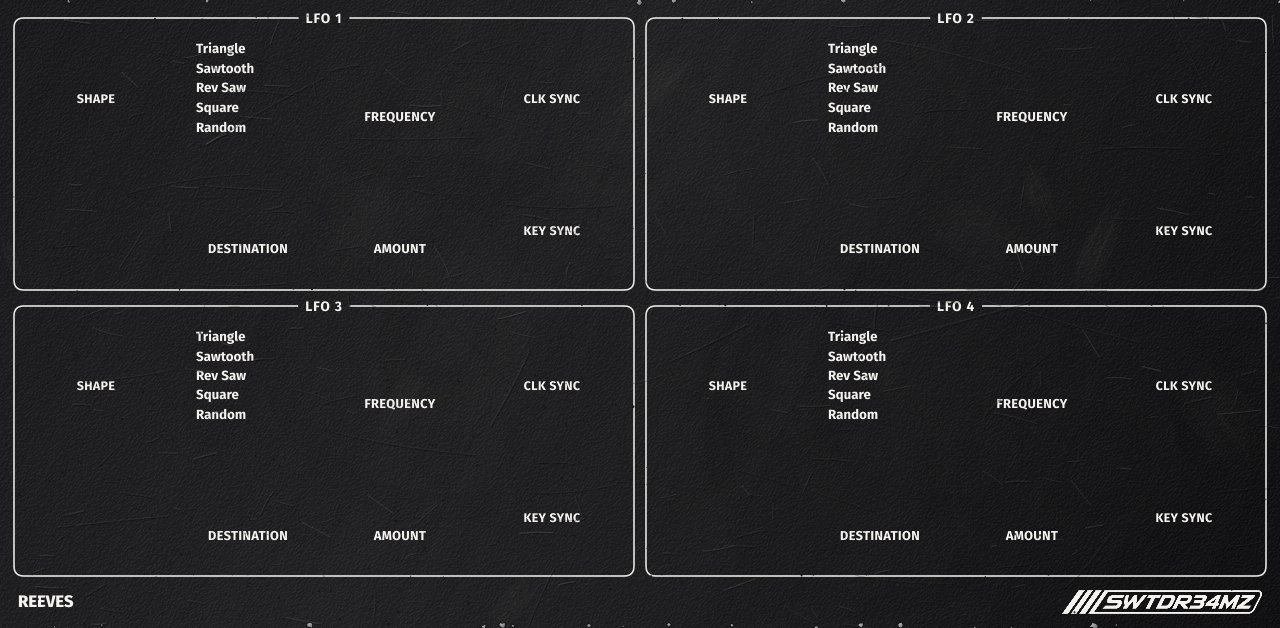 LFO 1
Triangle
Sawtooth
Rev Saw
Square
Random
SHAPE
FREQUENCY
CLK SYNC
DESTINATION
AMOUNT
KEY SYNC
LFO 2
Triangle
Sawtooth
Rev Saw
Square
Random
SHAPE
FREQUENCY
CLK SYNC
DESTINATION
AMOUNT
KEY SYNC
LFO 3
Triangle
Sawtooth
Rev Saw
Square
Random
SHAPE
FREQUENCY
CLK SYNC
DESTINATION
AMOUNT
KEY SYNC
LFO 4
Triangle
Sawtooth
Rev Saw
Square
Random
SHAPE
FREQUENCY
CLK SYNC
DESTINATION
AMOUNT
KEY SYNC
REEVES
SWTDR34MZ